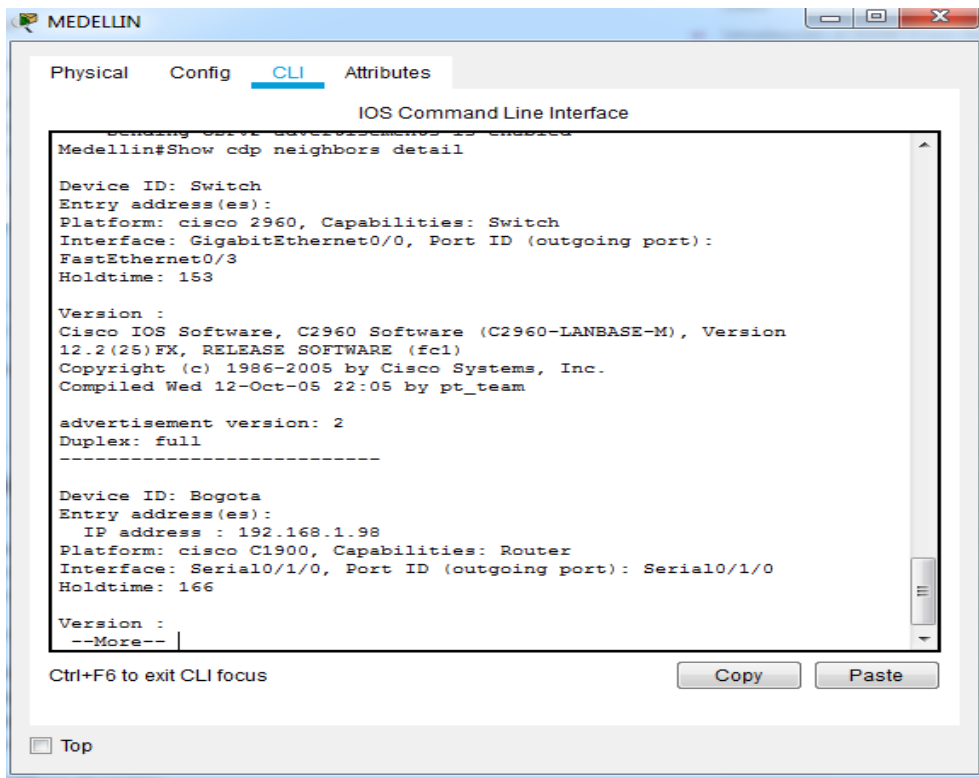 MEDELLIN
Physical Config CLI Attributes
IOS Command Line Interface
advertisements is enabled
Medellin#Show cdp neighbors detail
Device ID: Switch
Entry address(es):
Platform: cisco 2960, Capabilities: Switch
Interface: GigabitEthernet0/0, Port ID (outgoing port):
FastEthernet0/3
Holdtime: 153
Version :
Cisco IOS Software, C2960 Software (C2960-LANBASE-M), Version
12.2(25)FX, RELEASE SOFTWARE (fc1)
Copyright (c) 1986-2005 by Cisco Systems, Inc.
Compiled Wed 12-Oct-05 22:05 by pt_team
advertisement version: 2
Duplex: full
---------------------------
Device ID: Bogota
Entry address(es):
IP address : 192.168.1.98
Platform: cisco C1900, Capabilities: Router
Interface: Serial0/1/0, Port ID (outgoing port): Serial0/1/0
Holdtime: 166
Version :
--More--
Ctrl+F6 to exit CLI focus
Copy Paste
Top